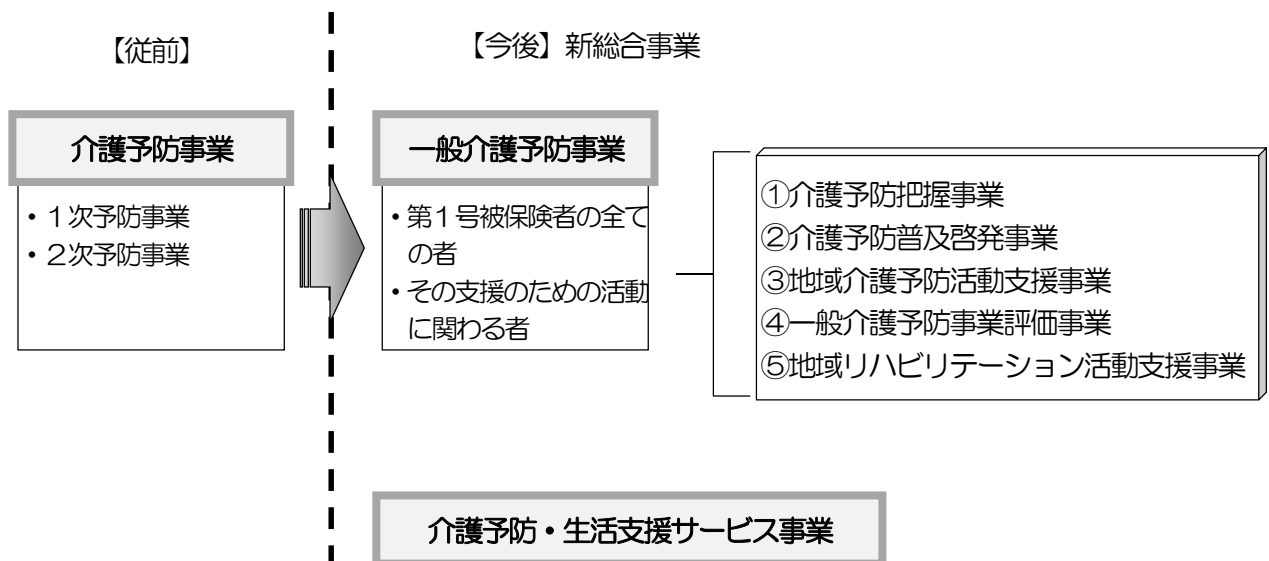 【従前】
【今後】新総合事業
介護予防事業
・１次予防事業
・２次予防事業
一般介護予防事業
・第１号被保険者の全て
の者
・その支援のための活動
に関わる者
①介護予防把握事業
②介護予防普及啓発事業
③地域介護予防活動支援事業
④一般介護予防事業評価事業
⑤地域リハビリテーション活動支援事業
介護予防・生活支援サービス事業